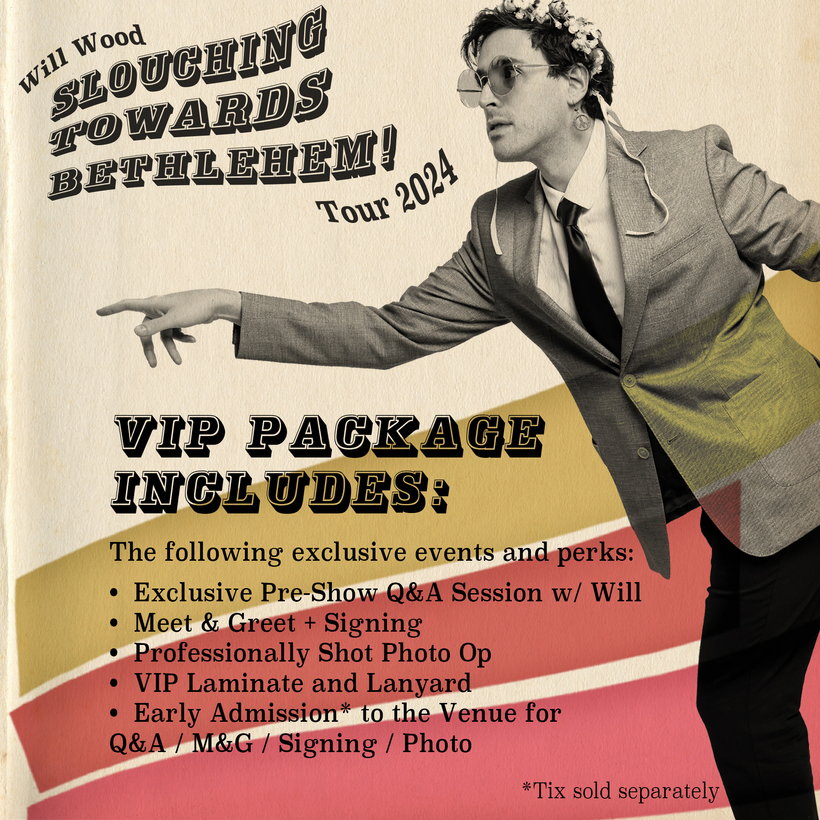 Will Wood
SLOUCHING
TOWARDS
BETHLEHEM!
Tour 2024
VIP PACKAGE
INCLUDES:
The following exclusive events and perks:
• Exclusive Pre-Show Q&A Session w/ Will
• Meet & Greet + Signing
• Professionally Shot Photo Op
• VIP Laminate and Lanyard
• Early Admission* to the Venue for
Q&A / M&G / Signing / Photo
*Tix sold separately